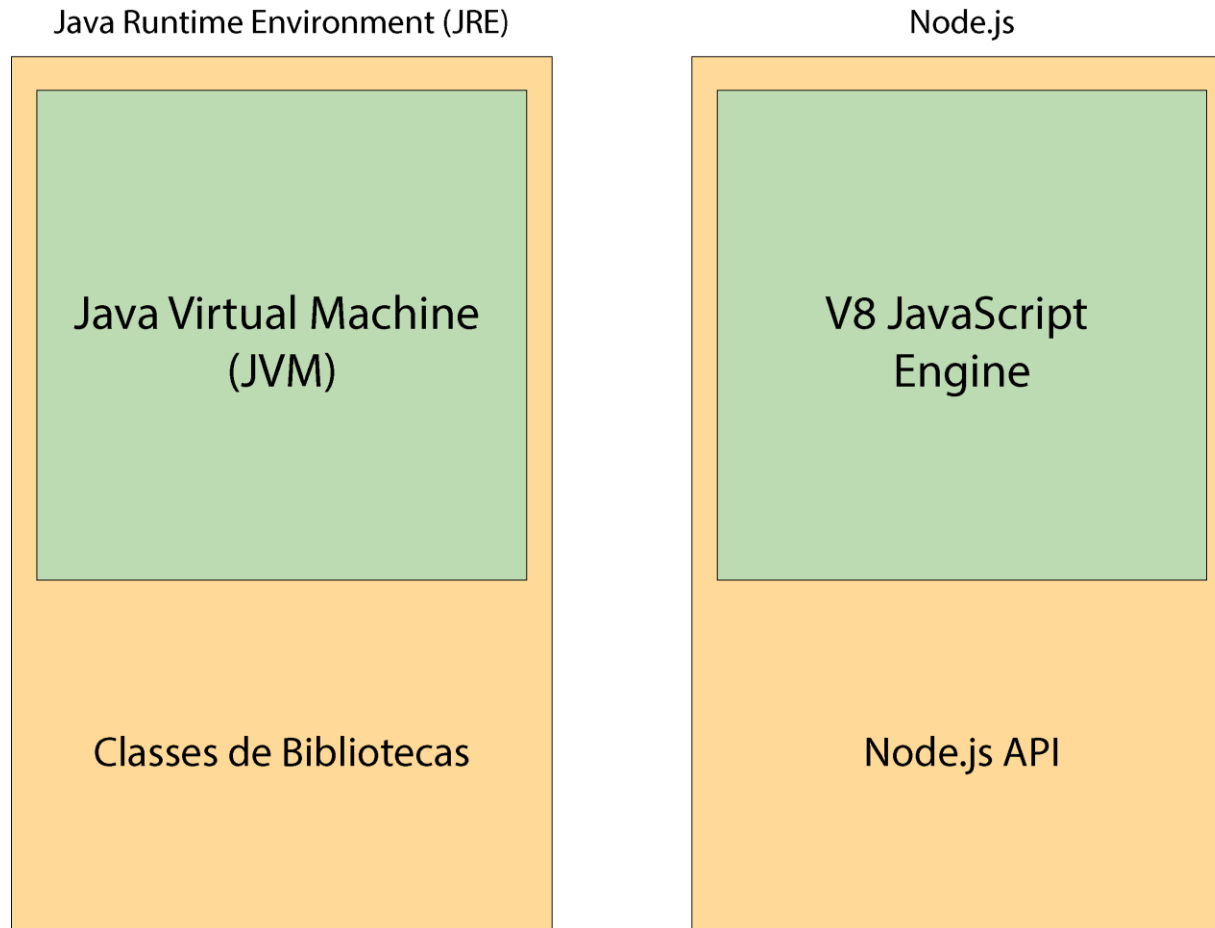 Java Runtime Environment (JRE)
Java Virtual Machine
(JVM)
Classes de Bibliotecas
Node.js
V8 JavaScript
Engine
Node.js API